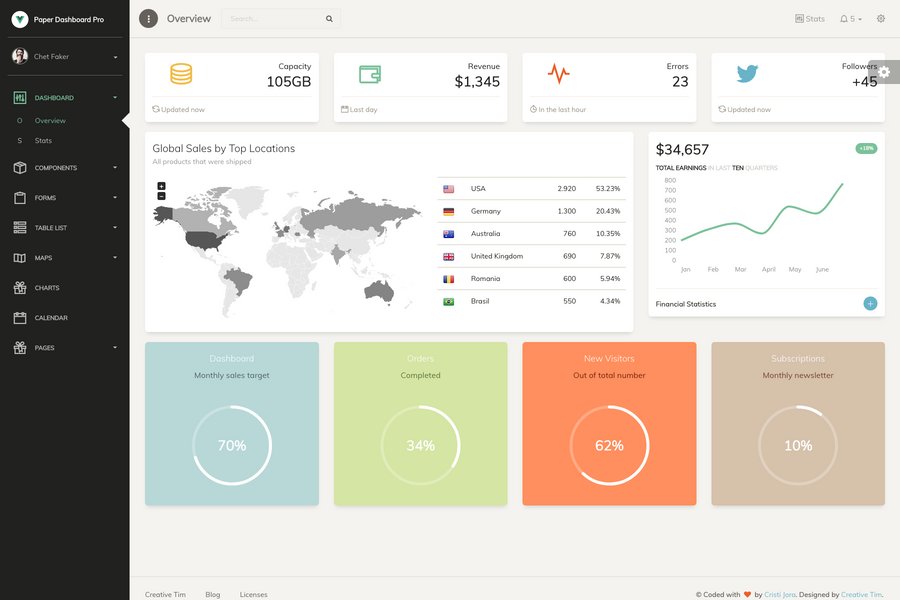 Paper Dashboard Pro
Chet Faker
DASHBOARD
O Overview
S Stats
COMPONENTS
FORMS
TABLE LIST
MAPS
CHARTS
CALENDAR
PAGES
Overview
Search...
Stats
5
Capacity
105GB
Updated now
Revenue
$1,345
Last day
Errors
23
In the last hour
Followers
+45
Updated now
Global Sales by Top Locations
All products that were shipped
+
−
USA 2.920 53.23%
Germany 1.300 20.43%
Australia 760 10.35%
United Kingdom 690 7.87%
Romania 600 5.94%
Brasil 550 4.34%
$34,657
+18%
TOTAL EARNINGS IN LAST TEN QUARTERS
800
700
600
500
400
300
200
100
0
Jan Feb Mar April May June
Financial Statistics
Dashboard
Monthly sales target
70%
Orders
Completed
34%
New Visitors
Out of total number
62%
Subscriptions
Monthly newsletter
10%
Creative Tim Blog Licenses
© Coded with by Cristi Jora. Designed by Creative Tim.